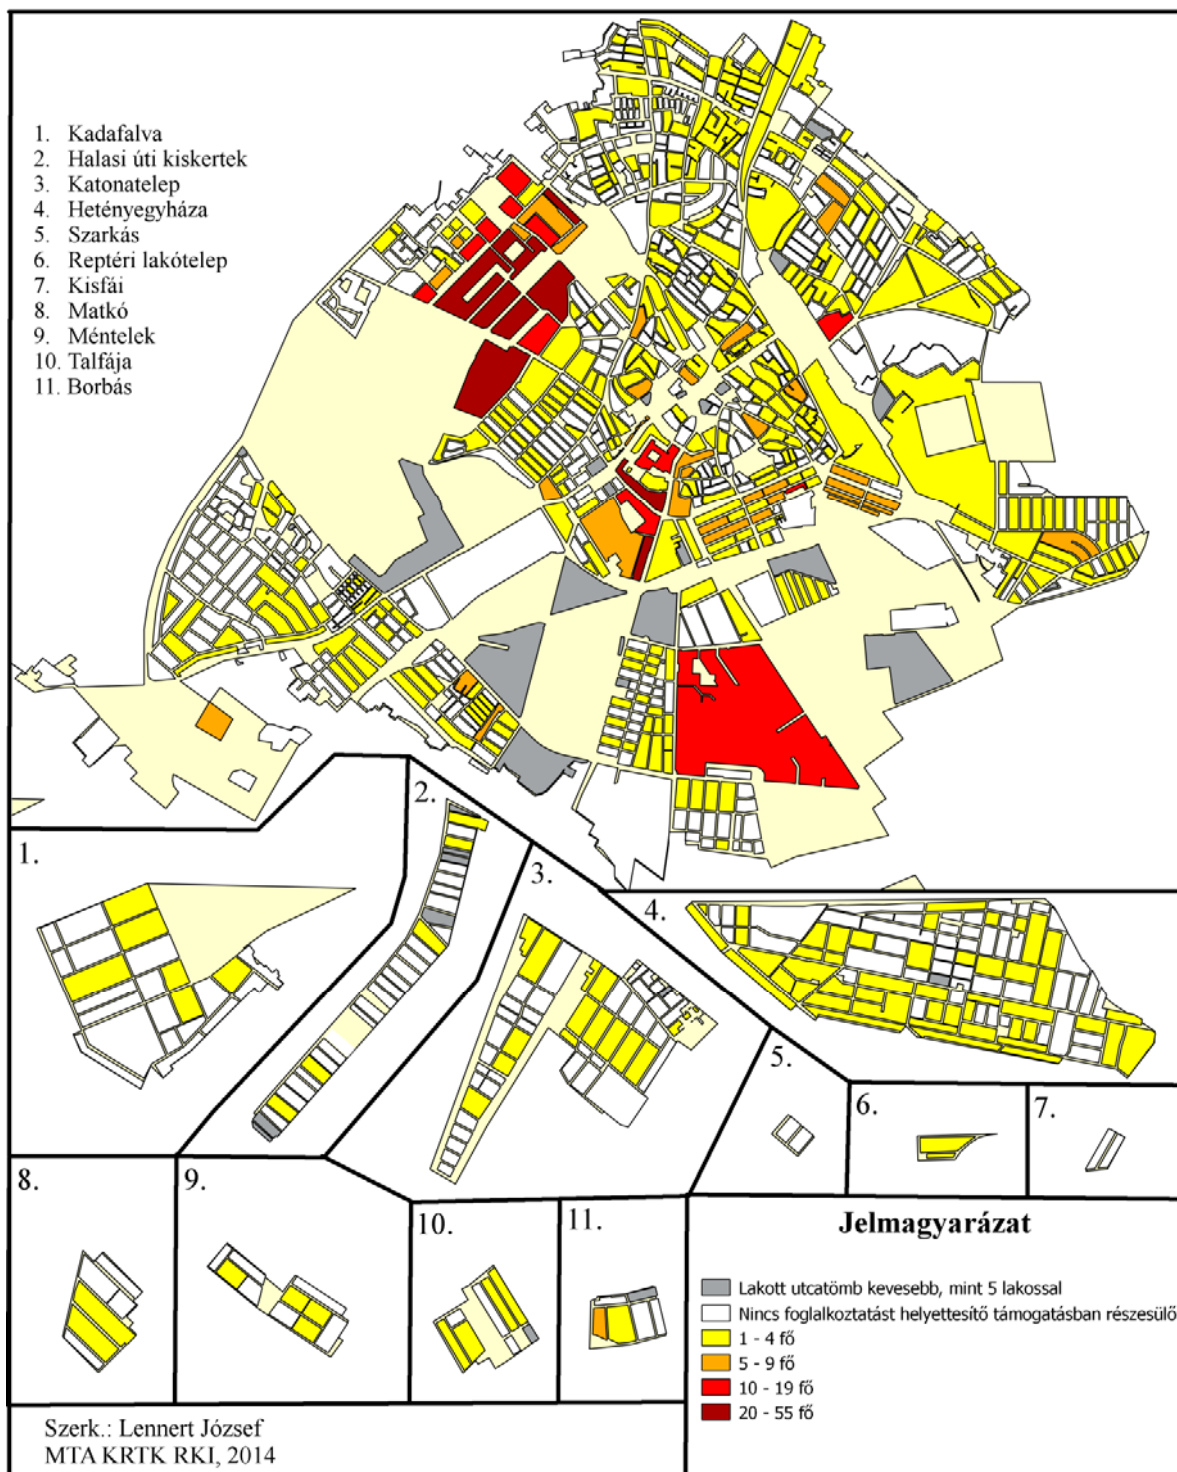 1. Kadafalva
2. Halasi úti kiskertek
3. Katonatelep
4. Hetényegyháza
5. Szarkás
6. Reptéri lakótelep
7. Kisfái
8. Matkó
9. Méntelek
10. Talfája
11. Borbás
1.
2.
3.
4.
5.
6.
7.
8.
9.
10.
11.
Jelmagyarázat
Lakott utcatömb kevesebb, mint 5 lakossal
Nincs foglalkoztatást helyettesítő támogatásban részesülő
1 - 4 fő
5 - 9 fő
10 - 19 fő
20 - 55 fő
Szerk.: Lennert József
MTA KRTK RKI, 2014